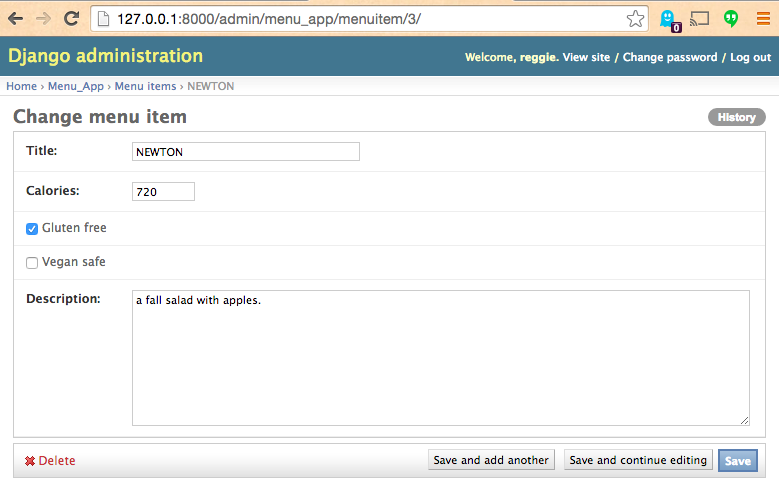 127.0.0.1:8000/admin/menu_app/menuitem/3/
0
Django administration
Welcome, reggie. View site / Change password / Log out
Home › Menu_App › Menu items › NEWTON
Change menu item
History
Title: NEWTON
Calories: 720
Gluten free
Vegan safe
Description: a fall salad with apples.
Delete Save and add another Save and continue editing Save